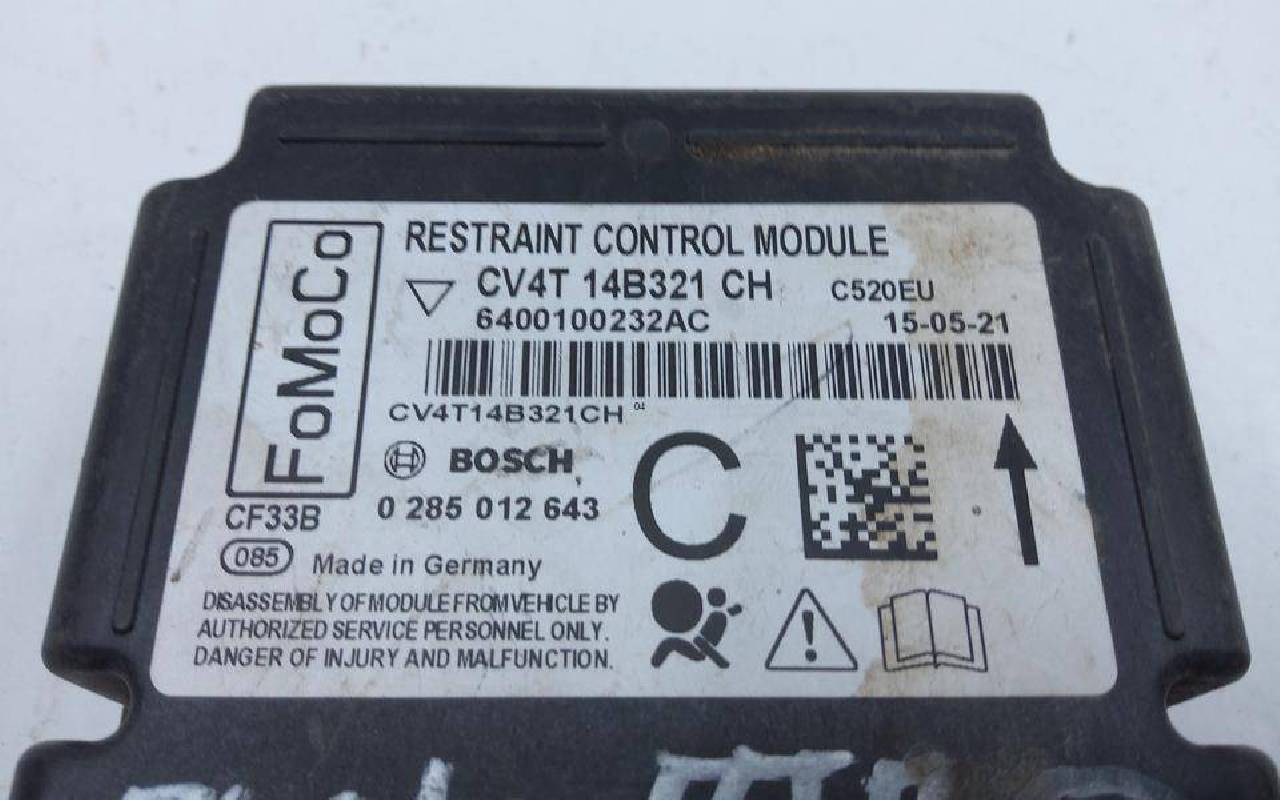 FoMoCo
RESTRAINT CONTROL MODULE
CV4T 14B321 CH C520EU
6400100232AC 15-05-21
CV4T14B321CH 04
BOSCH C
CF33B 0 285 012 643
085 Made in Germany
DISASSEMBLY OF MODULE FROM VEHICLE BY
AUTHORIZED SERVICE PERSONNEL ONLY.
DANGER OF INJURY AND MALFUNCTION.